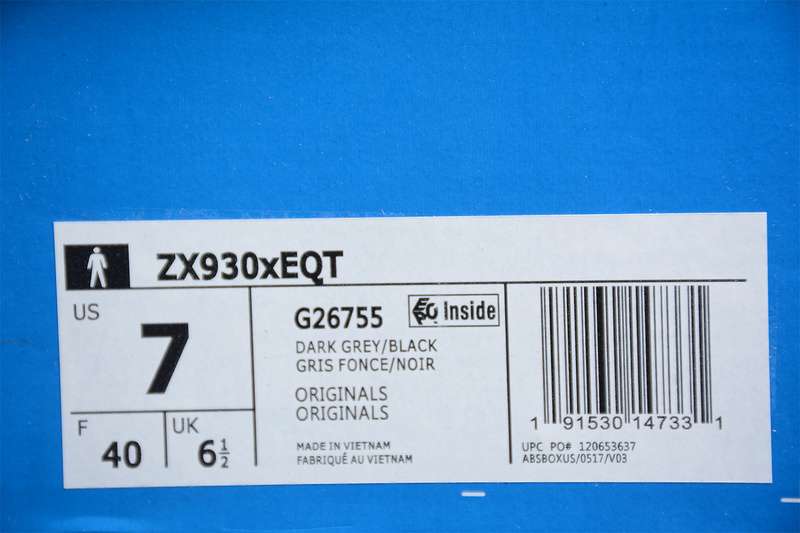 ZX930xEQT
US
7
F
40
UK
6½
G26755
EQT Inside
DARK GREY/BLACK
GRIS FONCE/NOIR
ORIGINALS
ORIGINALS
MADE IN VIETNAM
FABRIQUÉ AU VIETNAM
1 91530 14733 1
UPC PO# 120653637
ABSBOXUS/0517/V03